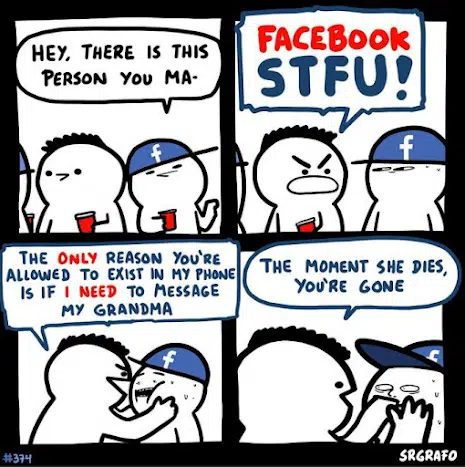 HEY, THERE IS THIS
PERSON YOU MA-
FACEBOOK
STFU!
f
f
THE ONLY REASON YOU'RE
ALLOWED TO EXIST IN MY PHONE
IS IF I NEED TO MESSAGE
MY GRANDMA
THE MOMENT SHE DIES,
YOU'RE GONE
f
f
#374
SRGRAFO